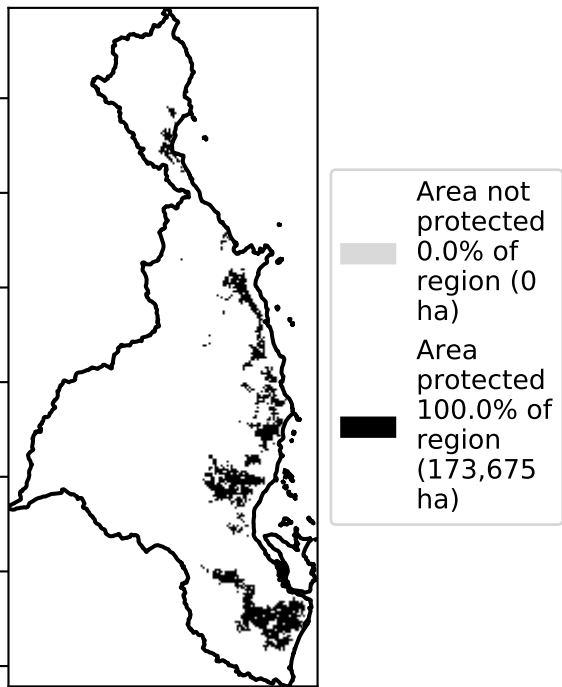 Area not
protected
0.0% of
region (0
ha)
Area
protected
100.0% of
region
(173,675
ha)